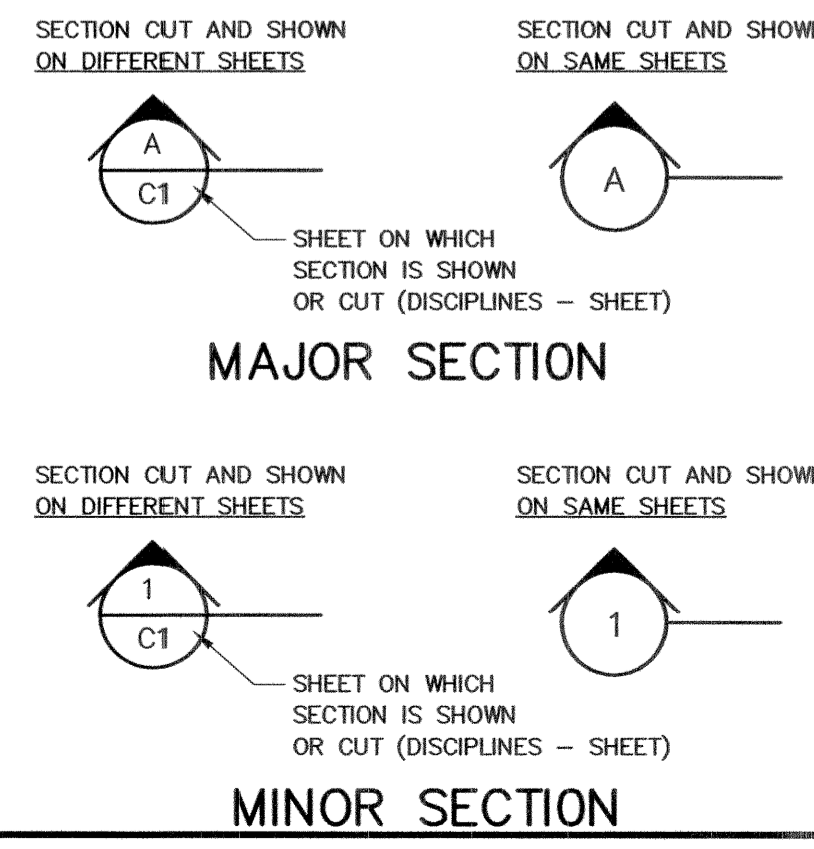 SECTION CUT AND SHOWN
ON DIFFERENT SHEETS
A
C1
SHEET ON WHICH
SECTION IS SHOWN
OR CUT (DISCIPLINES – SHEET)
SECTION CUT AND
ON SAME SHEETS
A
MAJOR SECTION
SECTION CUT AND SHOWN
ON DIFFERENT SHEETS
1
C1
SHEET ON WHICH
SECTION IS SHOWN
OR CUT (DISCIPLINES – SHEET)
SECTION CUT AND
ON SAME SHEETS
1
MINOR SECTION